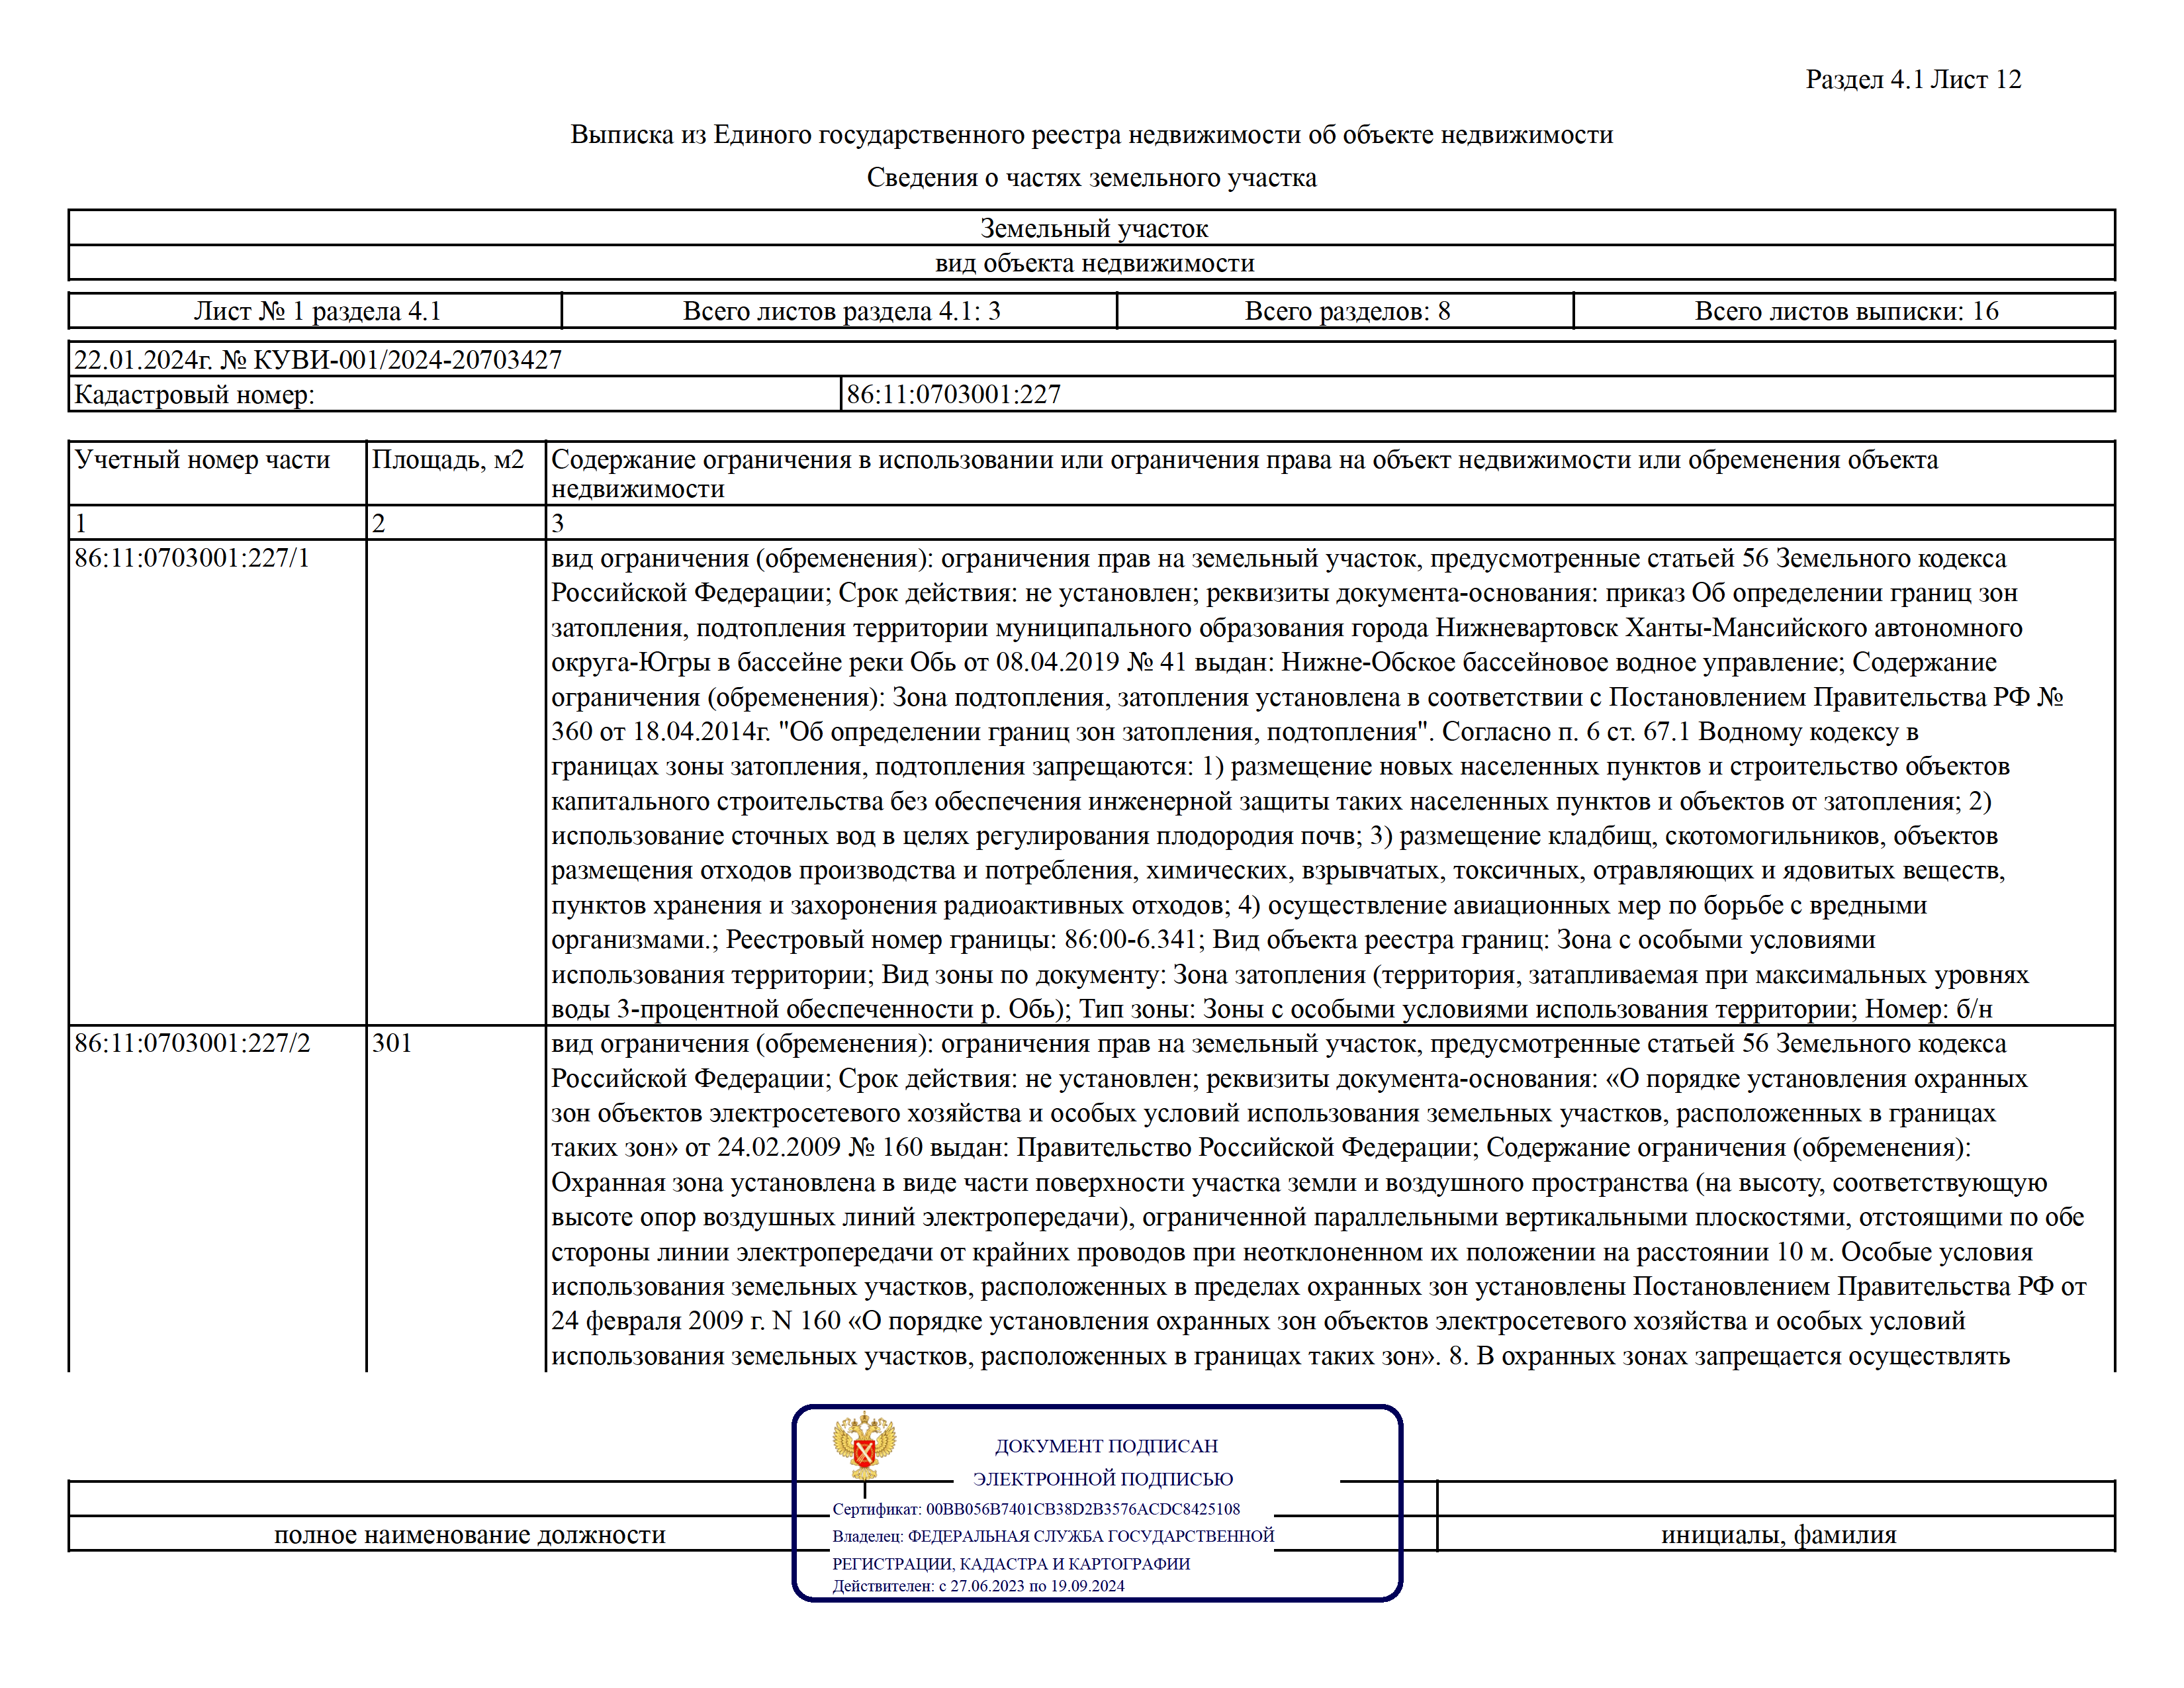 Раздел 4.1 Лист 12
Выписка из Единого государственного реестра недвижимости об объекте недвижимости
Сведения о частях земельного участка
Земельный участок
вид объекта недвижимости
Лист № 1 раздела 4.1
Всего листов раздела 4.1: 3
Всего разделов: 8
Всего листов выписки: 16
22.01.2024г. № КУВИ-001/2024-20703427
Кадастровый номер:
86:11:0703001:227
Учетный номер части
Площадь, м2
Содержание ограничения в использовании или ограничения права на объект недвижимости или обременения объекта
недвижимости
1
2
3
86:11:0703001:227/1
вид ограничения (обременения): ограничения прав на земельный участок, предусмотренные статьей 56 Земельного кодекса
Российской Федерации; Срок действия: не установлен; реквизиты документа-основания: приказ Об определении границ зон
затопления, подтопления территории муниципального образования города Нижневартовск Ханты-Мансийского автономного
округа-Югры в бассейне реки Обь от 08.04.2019 № 41 выдан: Нижне-Обское бассейновое водное управление; Содержание
ограничения (обременения): Зона подтопления, затопления установлена в соответствии с Постановлением Правительства РФ №
360 от 18.04.2014г. "Об определении границ зон затопления, подтопления". Согласно п. 6 ст. 67.1 Водному кодексу в
границах зоны затопления, подтопления запрещаются: 1) размещение новых населенных пунктов и строительство объектов
капитального строительства без обеспечения инженерной защиты таких населенных пунктов и объектов от затопления; 2)
использование сточных вод в целях регулирования плодородия почв; 3) размещение кладбищ, скотомогильников, объектов
размещения отходов производства и потребления, химических, взрывчатых, токсичных, отравляющих и ядовитых веществ,
пунктов хранения и захоронения радиоактивных отходов; 4) осуществление авиационных мер по борьбе с вредными
организмами.; Реестровый номер границы: 86:00-6.341; Вид объекта реестра границ: Зона с особыми условиями
использования территории; Вид зоны по документу: Зона затопления (территория, затапливаемая при максимальных уровнях
воды 3-процентной обеспеченности р. Обь); Тип зоны: Зоны с особыми условиями использования территории; Номер: б/н
86:11:0703001:227/2
301
вид ограничения (обременения): ограничения прав на земельный участок, предусмотренные статьей 56 Земельного кодекса
Российской Федерации; Срок действия: не установлен; реквизиты документа-основания: «О порядке установления охранных
зон объектов электросетевого хозяйства и особых условий использования земельных участков, расположенных в границах
таких зон» от 24.02.2009 № 160 выдан: Правительство Российской Федерации; Содержание ограничения (обременения):
Охранная зона установлена в виде части поверхности участка земли и воздушного пространства (на высоту, соответствующую
высоте опор воздушных линий электропередачи), ограниченной параллельными вертикальными плоскостями, отстоящими по обе
стороны линии электропередачи от крайних проводов при неотклоненном их положении на расстоянии 10 м. Особые условия
использования земельных участков, расположенных в пределах охранных зон установлены Постановлением Правительства РФ от
24 февраля 2009 г. N 160 «О порядке установления охранных зон объектов электросетевого хозяйства и особых условий
использования земельных участков, расположенных в границах таких зон». 8. В охранных зонах запрещается осуществлять
ДОКУМЕНТ ПОДПИСАН
ЭЛЕКТРОННОЙ ПОДПИСЬЮ
Сертификат: 00BB056B7401CB38D2B3576ACDC8425108
Владелец: ФЕДЕРАЛЬНАЯ СЛУЖБА ГОСУДАРСТВЕННОЙ
РЕГИСТРАЦИИ, КАДАСТРА И КАРТОГРАФИИ
Действителен: с 27.06.2023 по 19.09.2024
полное наименование должности
инициалы, фамилия